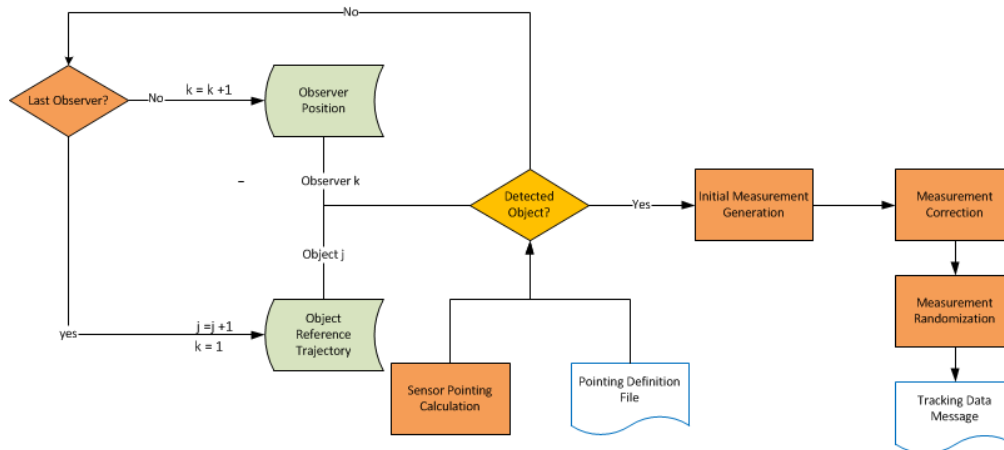 No
Last Observer?
No
k = k +1
Observer
Position
–
Observer k
Detected
Object?
Yes
Initial Measurement
Generation
Measurement
Correction
Object j
yes
j =j +1
k = 1
Object
Reference
Trajectory
Measurement
Randomization
Sensor Pointing
Calculation
Pointing Definition
File
Tracking Data
Message